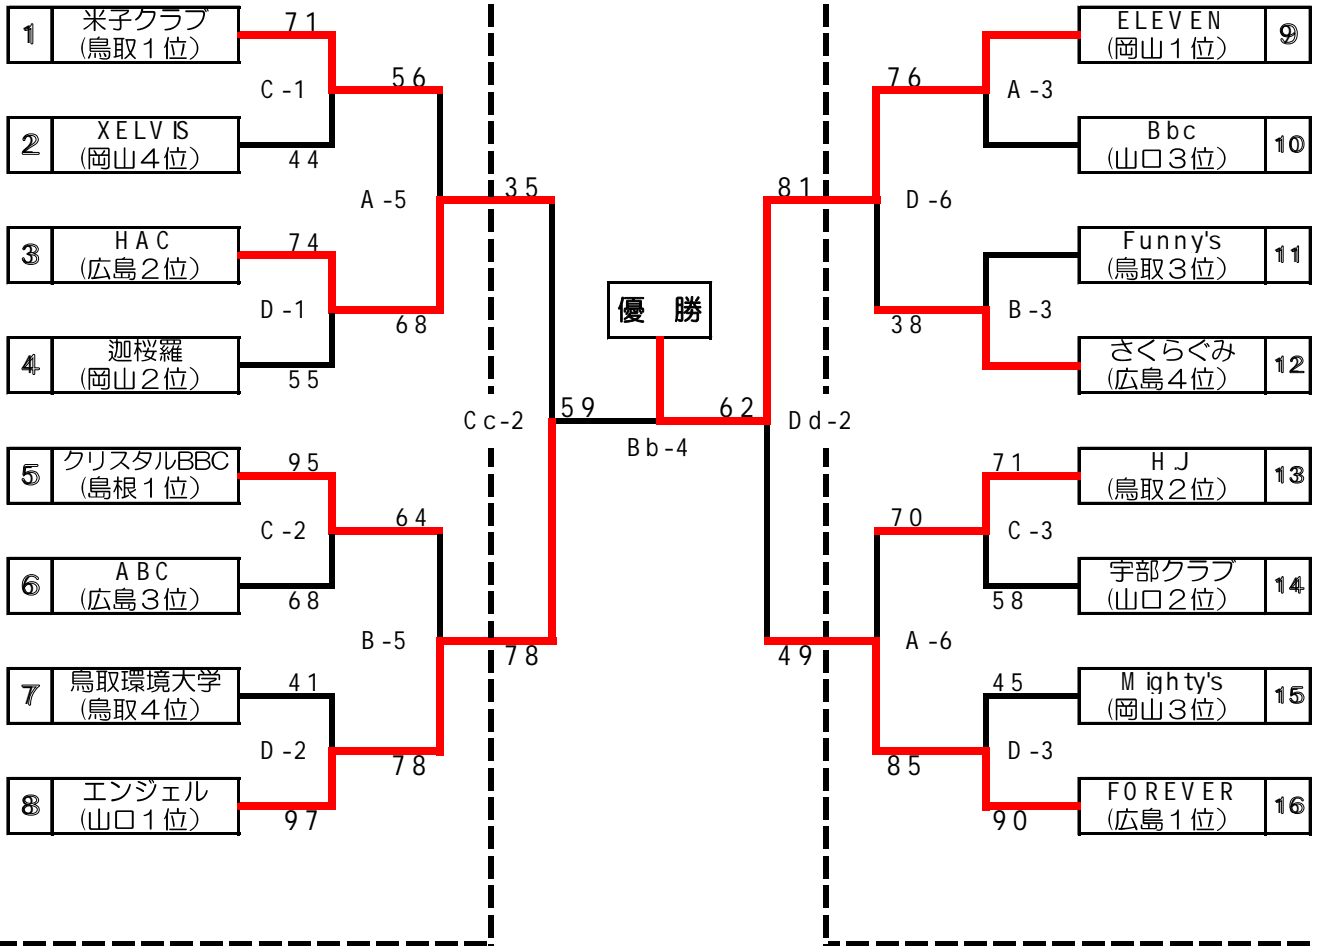 1 米子クラブ
(鳥取1位)
71
C-1
56
2 XELVIS
(岡山4位)
44
A-5
35
3 HAC
(広島2位)
74
D-1
68
4 迦桜羅
(岡山2位)
55
Cc-2
59
5 クリスタルBBC
(島根1位)
95
C-2
64
6 ABC
(広島3位)
68
B-5
78
7 鳥取環境大学
(鳥取4位)
41
D-2
78
8 エンジェル
(山口1位)
97
優 勝
Bb-4
62
Dd-2
ELEVEN 9
(岡山1位)
76
A-3
Bbc 10
(山口3位)
81
D-6
Funny's 11
(鳥取3位)
38
B-3
さくらぐみ 12
(広島4位)
HJ 13
(鳥取2位)
71
70
C-3
宇部クラブ 14
(山口2位)
58
49
A-6
Mighty's 15
(岡山3位)
45
85
D-3
FOREVER 16
(広島1位)
90